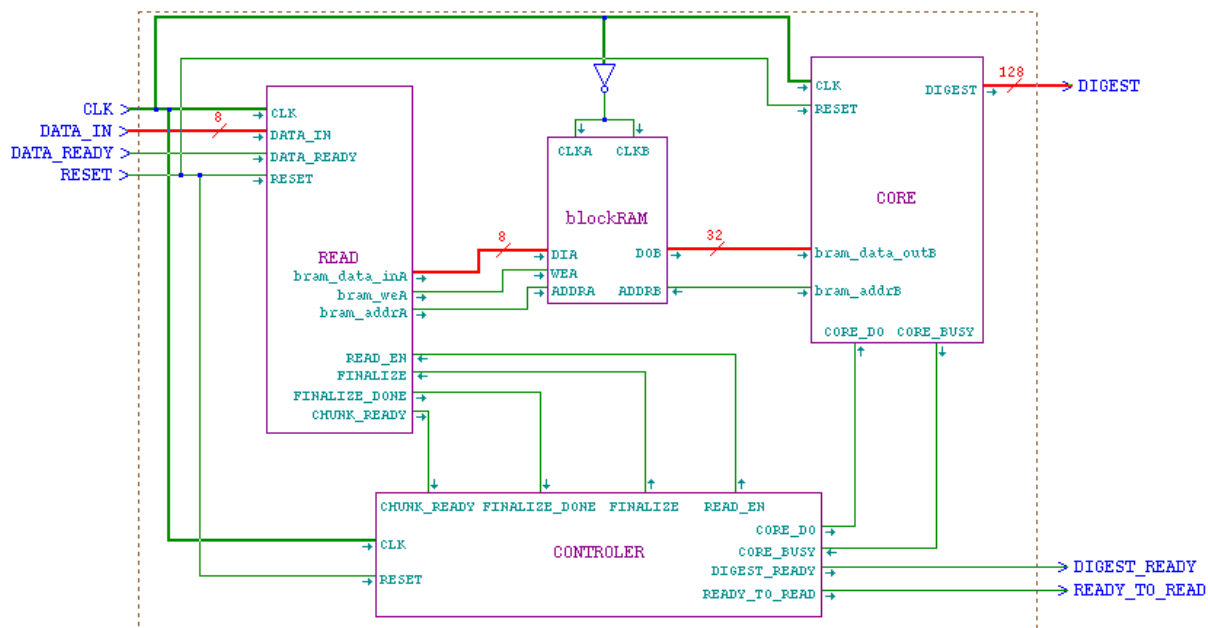 CLK
DATA_IN
DATA_READY
RESET
8
CLK
DATA_IN
DATA_READY
RESET
READ
bram_data_inA
bram_weA
bram_addrA
READ_EN
FINALIZE
FINALIZE_DONE
CHUNK_READY
8
CLKA CLKB
blockRAM
DIA DOB
WEA
ADDRA ADDRB
32
CLK
RESET
DIGEST
CORE
bram_data_outB
bram_addrB
CORE_DO CORE_BUSY
128
DIGEST
CHUNK_READY FINALIZE_DONE FINALIZE READ_EN
CLK
RESET
CONTROLER
CORE_DO
CORE_BUSY
DIGEST_READY
READY_TO_READ
DIGEST_READY
READY_TO_READ